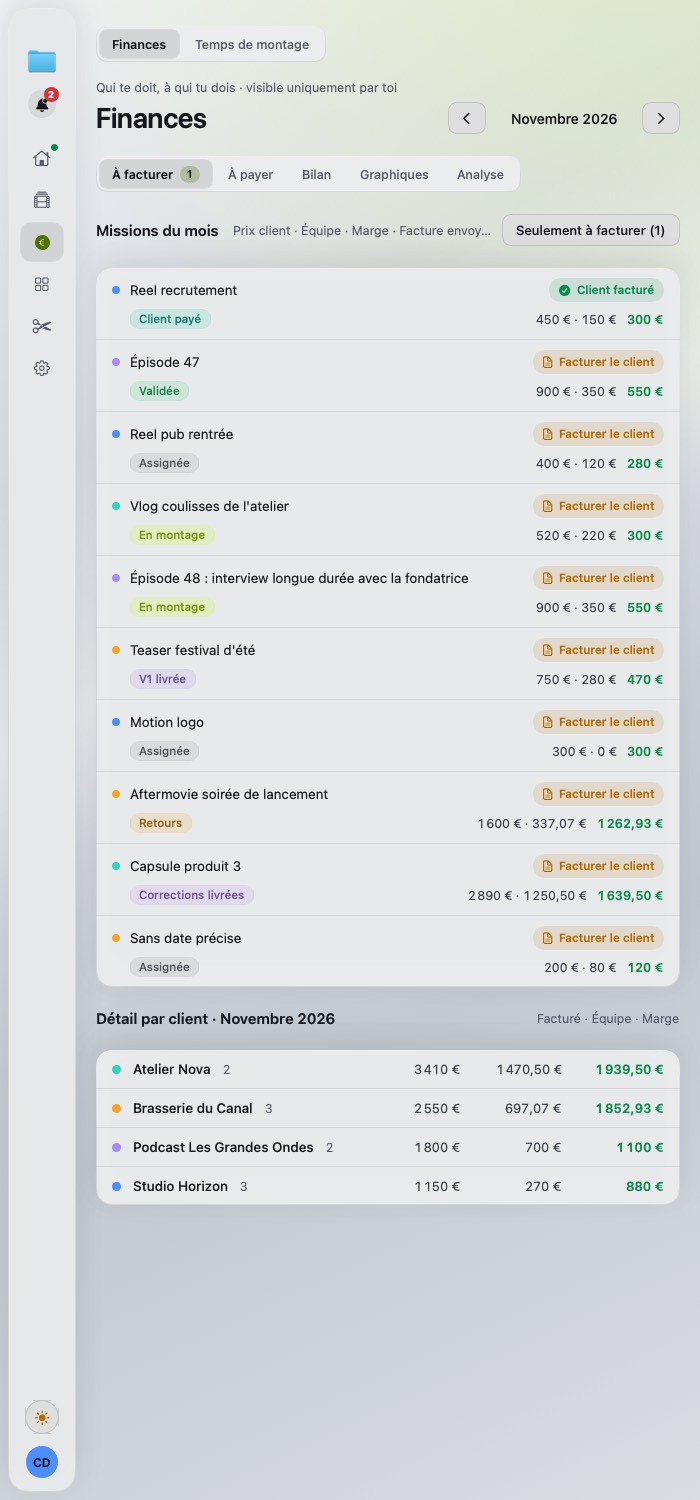 Finances Temps de montage
2
Qui te doit, à qui tu dois · visible uniquement par toi
Finances
Novembre 2026
À facturer 1 À payer Bilan Graphiques Analyse
€
Missions du mois Prix client · Équipe · Marge · Facture envoy... Seulement à facturer (1)
Reel recrutement Client facturé
Client payé 450 € · 150 € 300 €
Épisode 47 Facturer le client
Validée 900 € · 350 € 550 €
Reel pub rentrée Facturer le client
Assignée 400 € · 120 € 280 €
Vlog coulisses de l'atelier Facturer le client
En montage 520 € · 220 € 300 €
Épisode 48 : interview longue durée avec la fondatrice Facturer le client
En montage 900 € · 350 € 550 €
Teaser festival d'été Facturer le client
V1 livrée 750 € · 280 € 470 €
Motion logo Facturer le client
Assignée 300 € · 0 € 300 €
Aftermovie soirée de lancement Facturer le client
Retours 1 600 € · 337,07 € 1 262,93 €
Capsule produit 3 Facturer le client
Corrections livrées 2 890 € · 1 250,50 € 1 639,50 €
Sans date précise Facturer le client
Assignée 200 € · 80 € 120 €
Détail par client · Novembre 2026 Facturé · Équipe · Marge
Atelier Nova 2 3 410 € 1 470,50 € 1 939,50 €
Brasserie du Canal 3 2 550 € 697,07 € 1 852,93 €
Podcast Les Grandes Ondes 2 1 800 € 700 € 1 100 €
Studio Horizon 3 1 150 € 270 € 880 €
CD